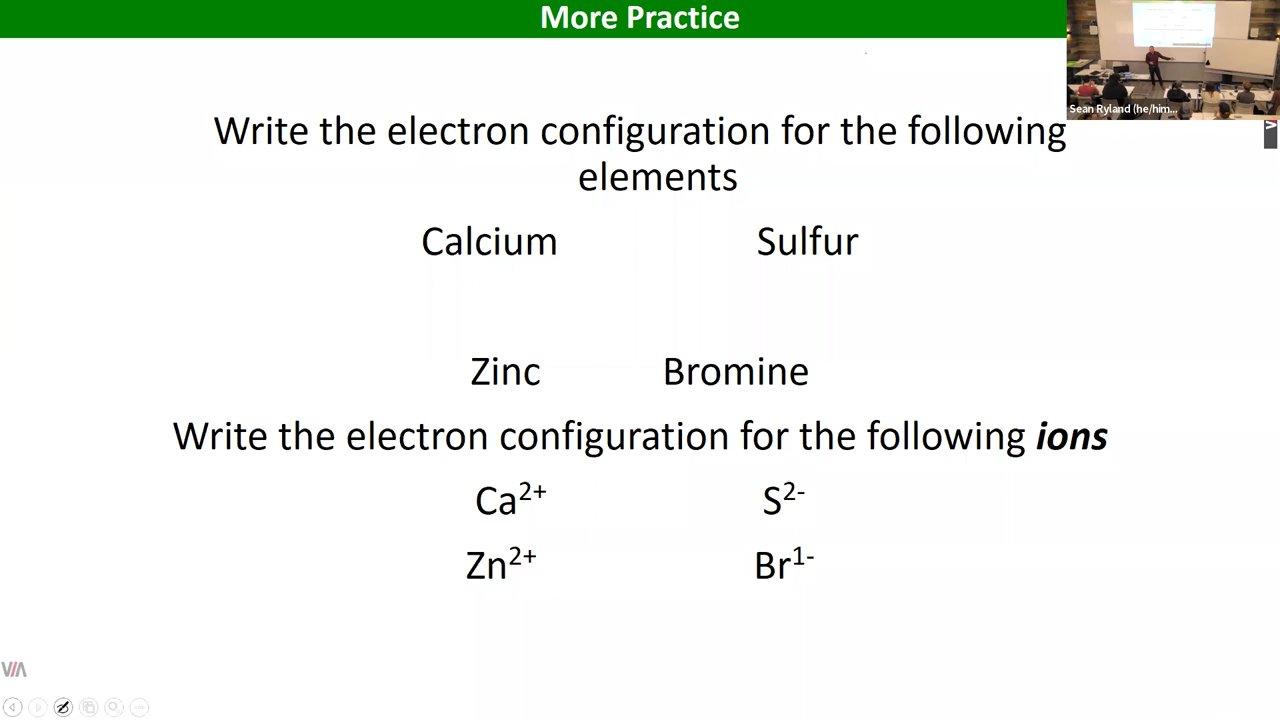 More Practice
Sean Ryland (he/him...
Write the electron configuration for the following
elements
Calcium Sulfur
Zinc Bromine
Write the electron configuration for the following ions
Ca²⁺ S²⁻
Zn²⁺ Br¹⁻
VIA